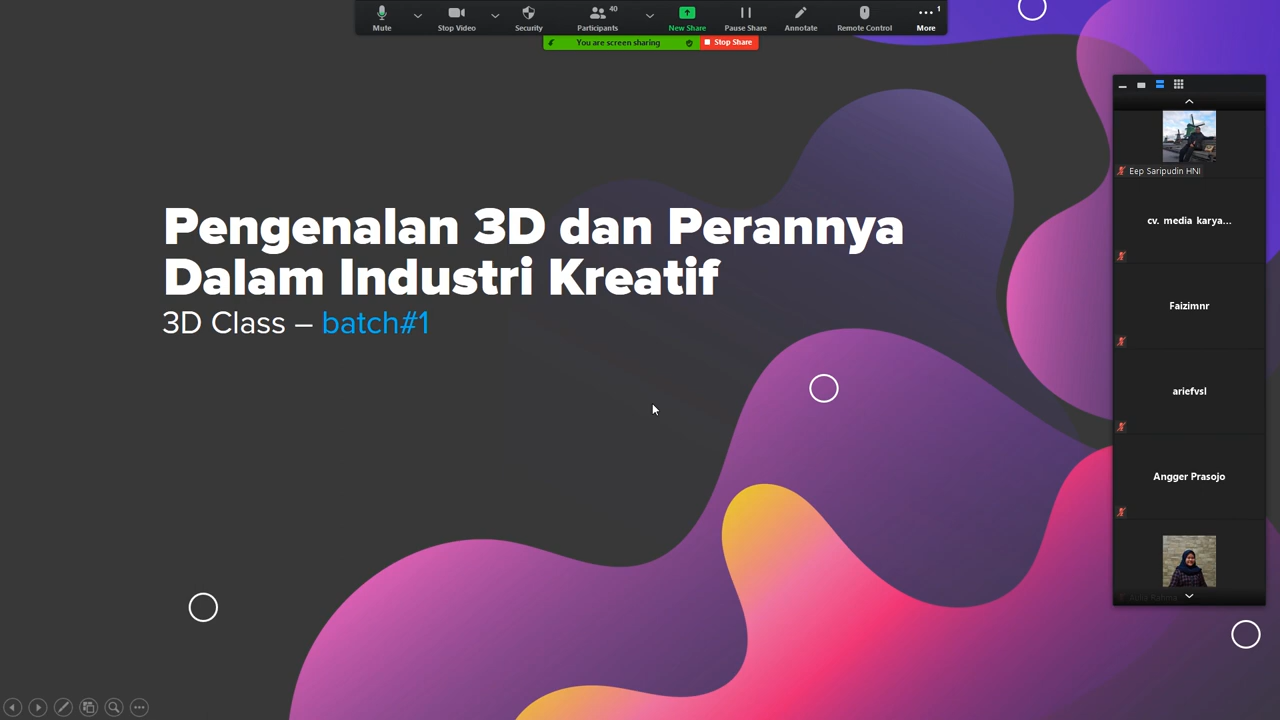 40
1
Mute
Stop Video
Security
Participants
New Share
Pause Share
Annotate
Remote Control
More
You are screen sharing
Stop Share
Pengenalan 3D dan Perannya
Dalam Industri Kreatif
3D Class – batch#1
Eep Saripudin HNI
cv. media karya...
Faizimnr
ariefvsl
Angger Prasojo